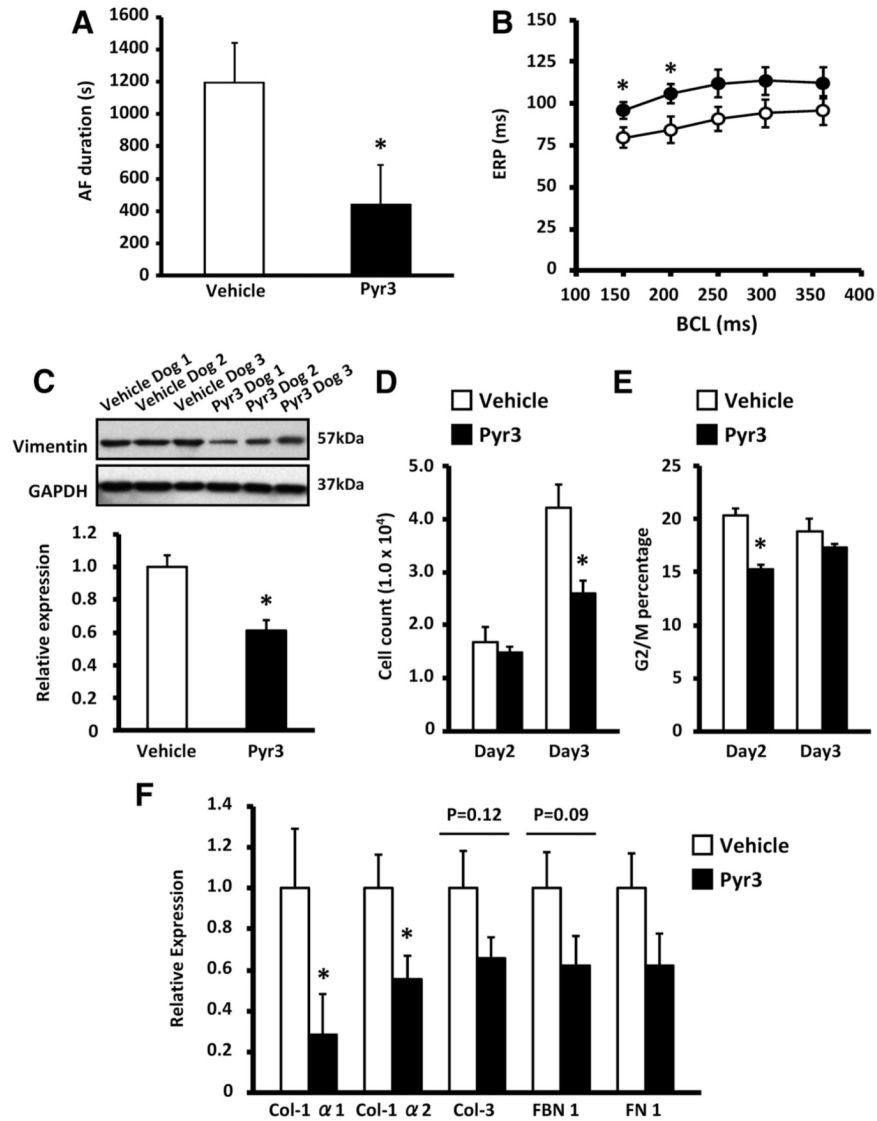 A
1600
1400
1200
1000
800
600
400
200
0
AF duration (s)
*
Vehicle
Pyr3
B
150
125
100
75
50
25
0
ERP (ms)
*
*
100 150 200 250 300 350 400
BCL (ms)
C
Vehicle Dog 1
Vehicle Dog 2
Vehicle Dog 3
Pyr3 Dog 1
Pyr3 Dog 2
Pyr3 Dog 3
Vimentin
57kDa
GAPDH
37kDa
1.2
1.0
0.8
0.6
0.4
0.2
0
Relative expression
*
Vehicle
Pyr3
D
Vehicle
Pyr3
5.0
4.0
3.0
2.0
1.0
0
Cell count (1.0 x 10⁴)
*
Day2
Day3
E
Vehicle
Pyr3
25
20
15
10
5
0
G2/M percentage
*
Day2
Day3
F
1.4
1.2
1.0
0.8
0.6
0.4
0.2
0
Relative Expression
*
*
P=0.12
P=0.09
Vehicle
Pyr3
Col-1 α1
Col-1 α2
Col-3
FBN 1
FN 1